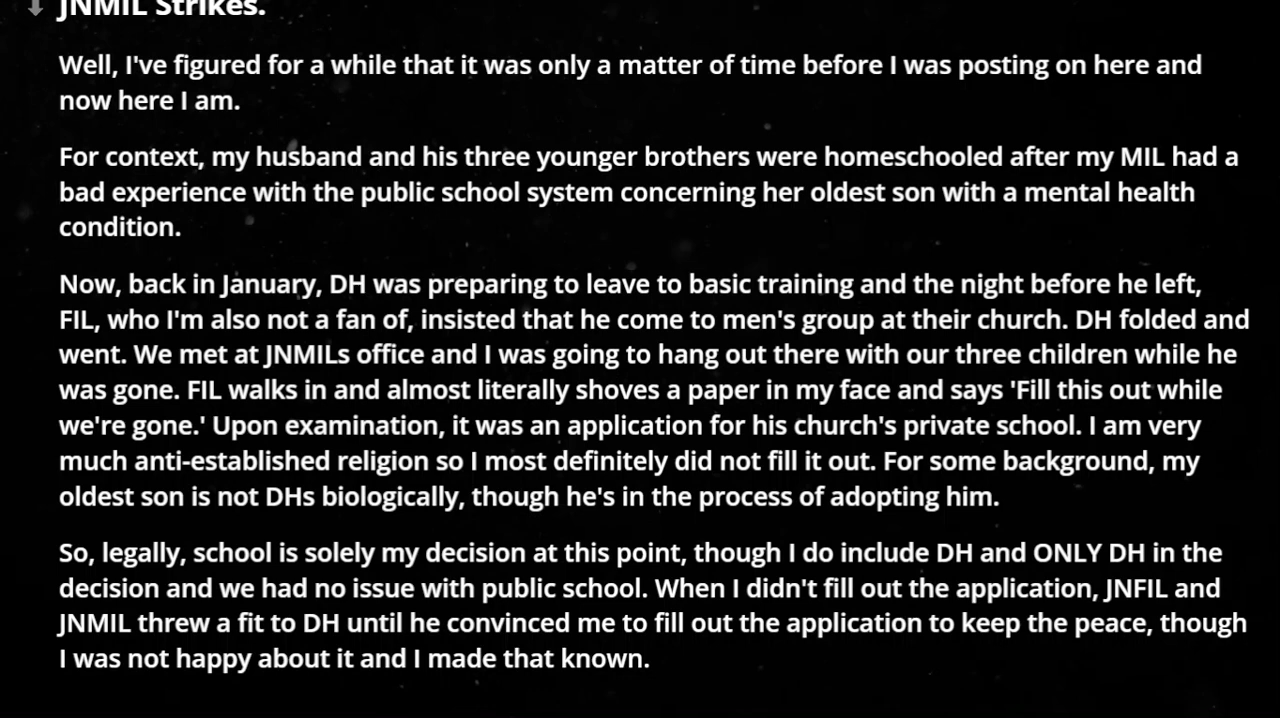 JNMIL Strikes.
Well, I've figured for a while that it was only a matter of time before I was posting on here and
now here I am.
For context, my husband and his three younger brothers were homeschooled after my MIL had a
bad experience with the public school system concerning her oldest son with a mental health
condition.
Now, back in January, DH was preparing to leave to basic training and the night before he left,
FIL, who I'm also not a fan of, insisted that he come to men's group at their church. DH folded and
went. We met at JNMILs office and I was going to hang out there with our three children while he
was gone. FIL walks in and almost literally shoves a paper in my face and says 'Fill this out while
we're gone.' Upon examination, it was an application for his church's private school. I am very
much anti-established religion so I most definitely did not fill it out. For some background, my
oldest son is not DHs biologically, though he's in the process of adopting him.
So, legally, school is solely my decision at this point, though I do include DH and ONLY DH in the
decision and we had no issue with public school. When I didn't fill out the application, JNFIL and
JNMIL threw a fit to DH until he convinced me to fill out the application to keep the peace, though
I was not happy about it and I made that known.